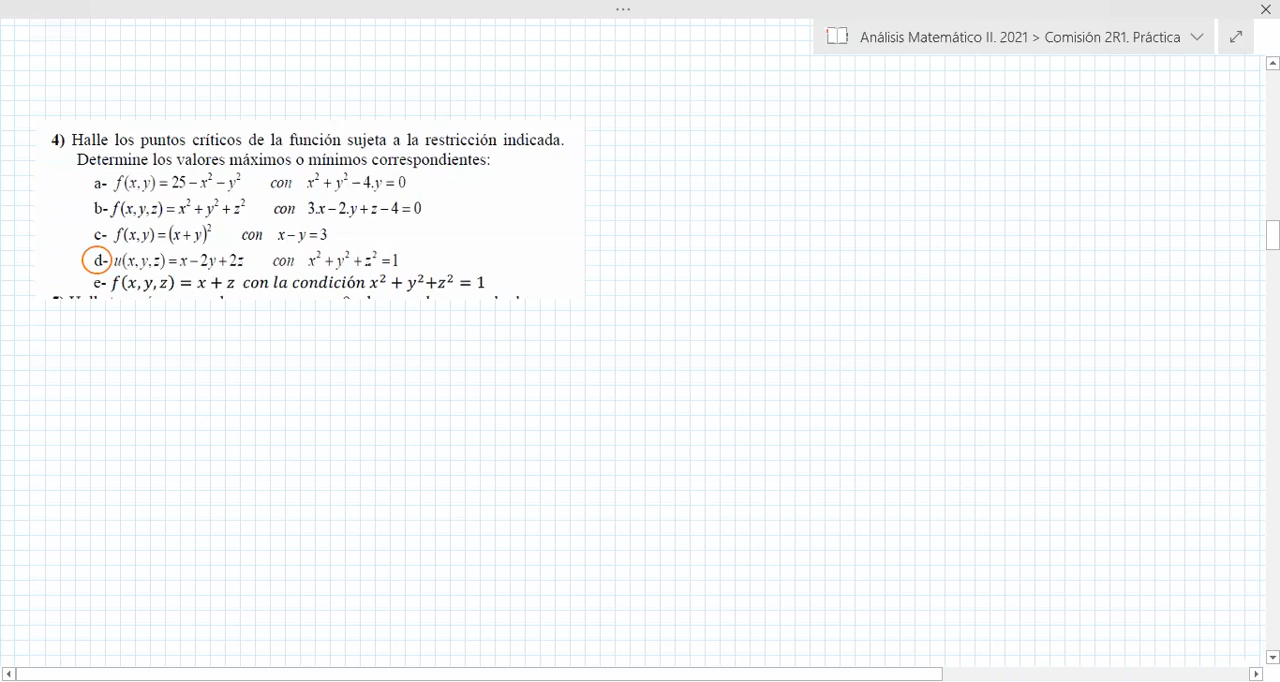 Análisis Matemático II. 2021 > Comisión 2R1. Práctica
4) Halle los puntos críticos de la función sujeta a la restricción indicada.
Determine los valores máximos o mínimos correspondientes:
a- f(x,y) = 25 − x² − y² con x² + y² − 4.y = 0
b- f(x,y,z) = x² + y² + z² con 3.x − 2.y + z − 4 = 0
c- f(x,y) = (x + y)² con x − y = 3
d- u(x,y,z) = x − 2y + 2z con x² + y² + z² = 1
e- f(x, y, z) = x + z con la condición x² + y²+z² = 1